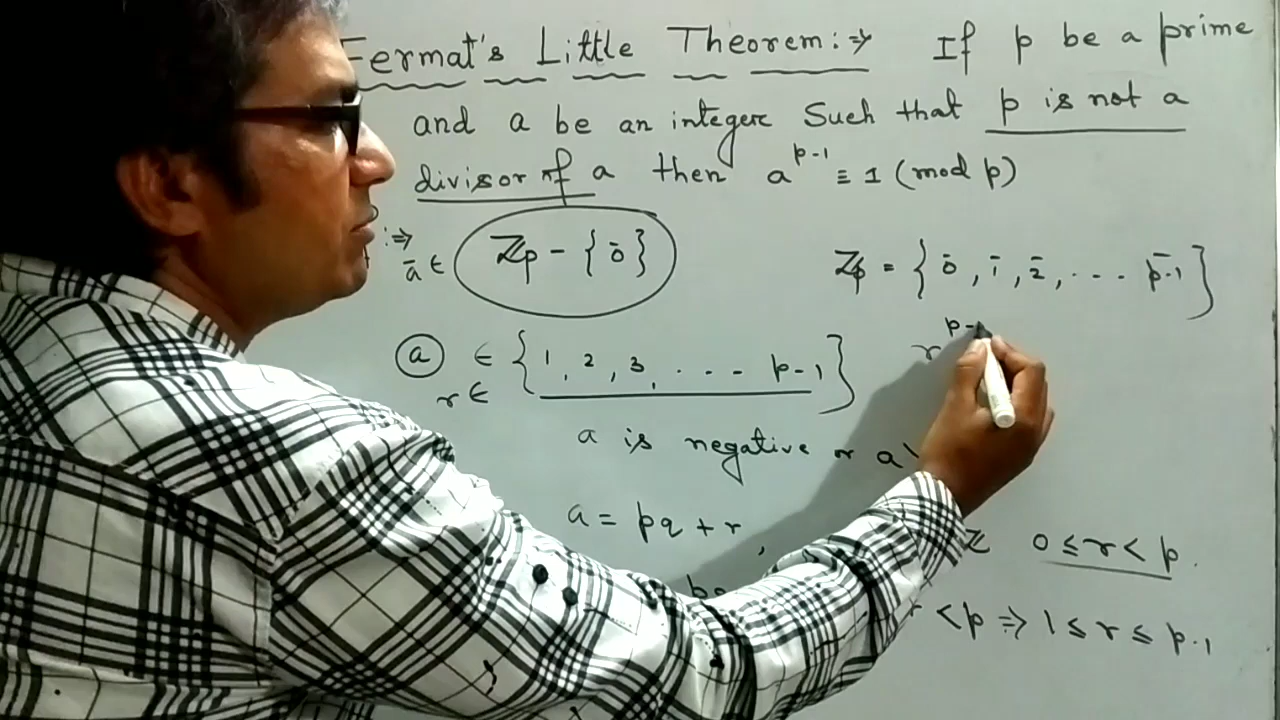 Fermat's Little Theorem :⇒ If p be a prime
and a be an integer Such that p is not a
divisor of a then a^{p-1} ≡ 1 (mod p)
:⇒
ā ∈ ℤp - {0̄} ℤp = {0̄, 1̄, 2̄, ... p-1̄}
a ∈ {1, 2, 3, ... p-1} r^{p-
r ∈
a is negative or a
a = pq + r, ℤ 0 ≤ r < p.
< p ⇒ 1 ≤ r ≤ p-1